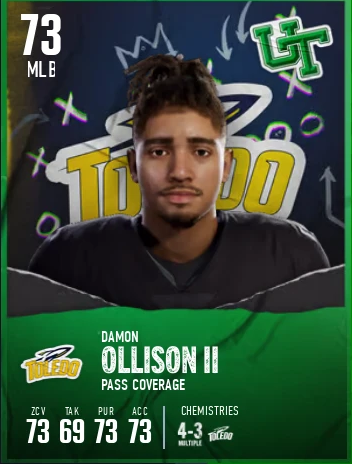 73
MLB
UT
TOLEDO
DAMON
OLLISON II
TOLEDO
PASS COVERAGE
ZCV TAK PUR ACC CHEMISTRIES
73 69 73 73 4-3 TOLEDO
MULTIPLE